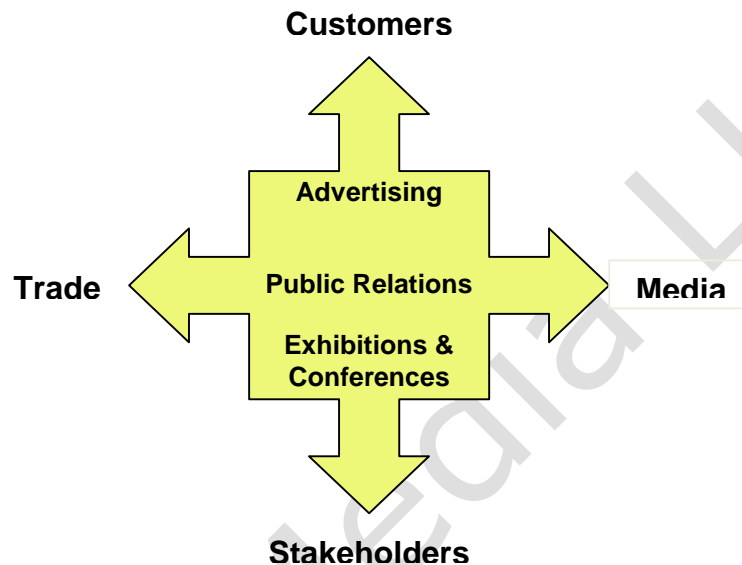 Customers
Advertising
Trade
Public Relations
Media
Exhibitions &
Conferences
Stakeholders